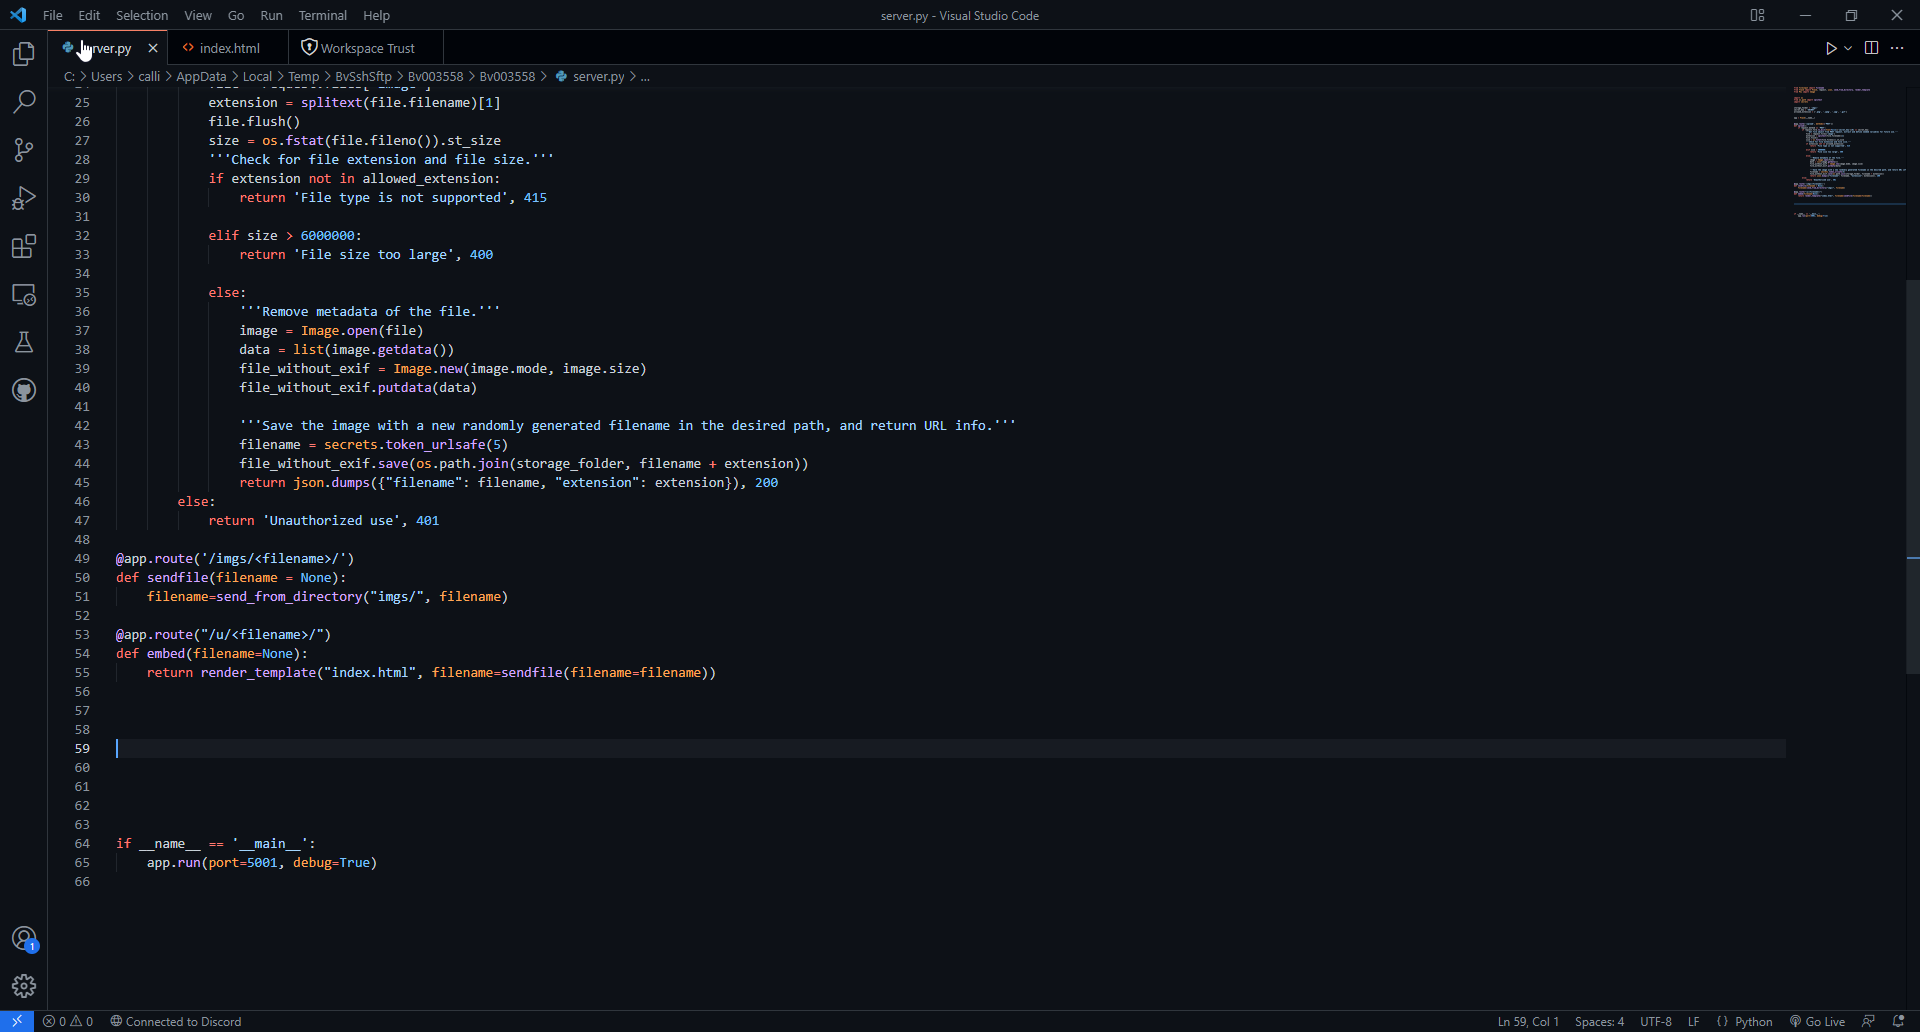 File Edit Selection View Go Run Terminal Help
server.py - Visual Studio Code
server.py index.html Workspace Trust
C: > Users > calli > AppData > Local > Temp > BvSshSftp > Bv003558 > Bv003558 > server.py > ...
25 extension = splitext(file.filename)[1]
26 file.flush()
27 size = os.fstat(file.fileno()).st_size
28 '''Check for file extension and file size.'''
29 if extension not in allowed_extension:
30 return 'File type is not supported', 415
31
32 elif size > 6000000:
33 return 'File size too large', 400
34
35 else:
36 '''Remove metadata of the file.'''
37 image = Image.open(file)
38 data = list(image.getdata())
39 file_without_exif = Image.new(image.mode, image.size)
40 file_without_exif.putdata(data)
41
42 '''Save the image with a new randomly generated filename in the desired path, and return URL info.'''
43 filename = secrets.token_urlsafe(5)
44 file_without_exif.save(os.path.join(storage_folder, filename + extension))
45 return json.dumps({"filename": filename, "extension": extension}), 200
46 else:
47 return 'Unauthorized use', 401
48
49 @app.route('/imgs/<filename>/')
50 def sendfile(filename = None):
51 filename=send_from_directory("imgs/", filename)
52
53 @app.route("/u/<filename>/")
54 def embed(filename=None):
55 return render_template("index.html", filename=sendfile(filename=filename))
56
57
58
59
60
61
62
63
64 if __name__ == '__main__':
65 app.run(port=5001, debug=True)
66
1
0 0 Connected to Discord
Ln 59, Col 1 Spaces: 4 UTF-8 LF {} Python Go Live